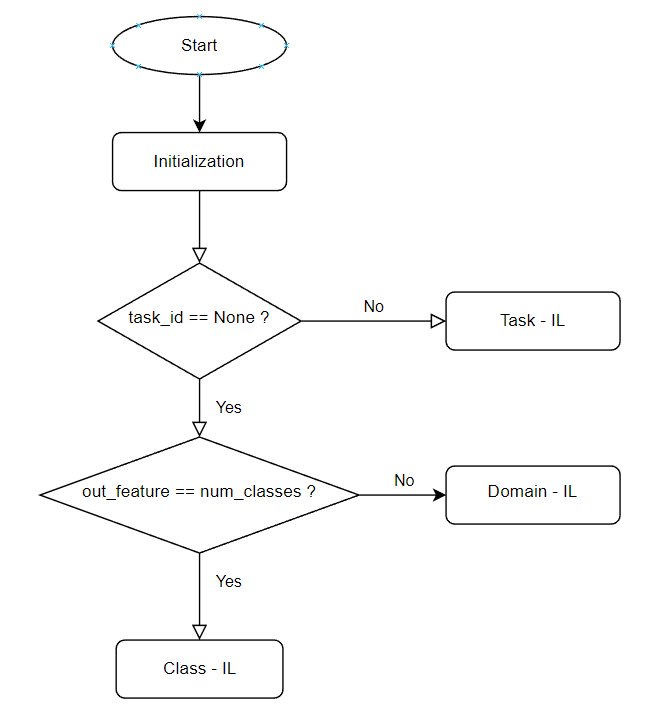 Start
Initialization
task_id == None ?
No
Task - IL
Yes
out_feature == num_classes ?
No
Domain - IL
Yes
Class - IL